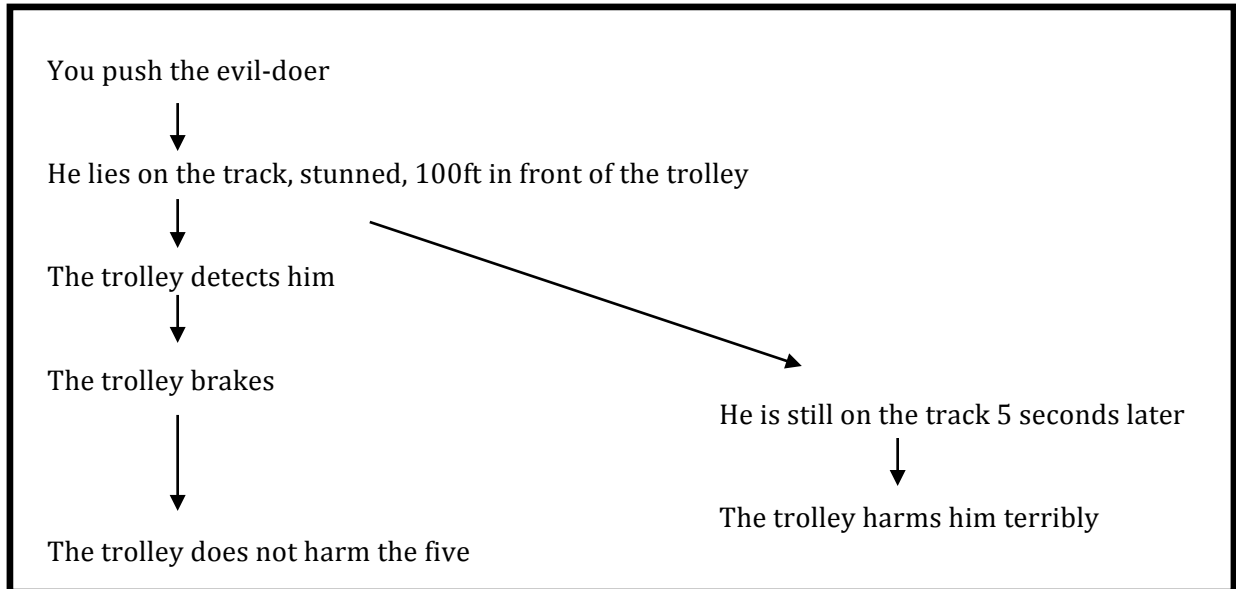 You push the evil-doer
He lies on the track, stunned, 100ft in front of the trolley
The trolley detects him
The trolley brakes
He is still on the track 5 seconds later
The trolley harms him terribly
The trolley does not harm the five